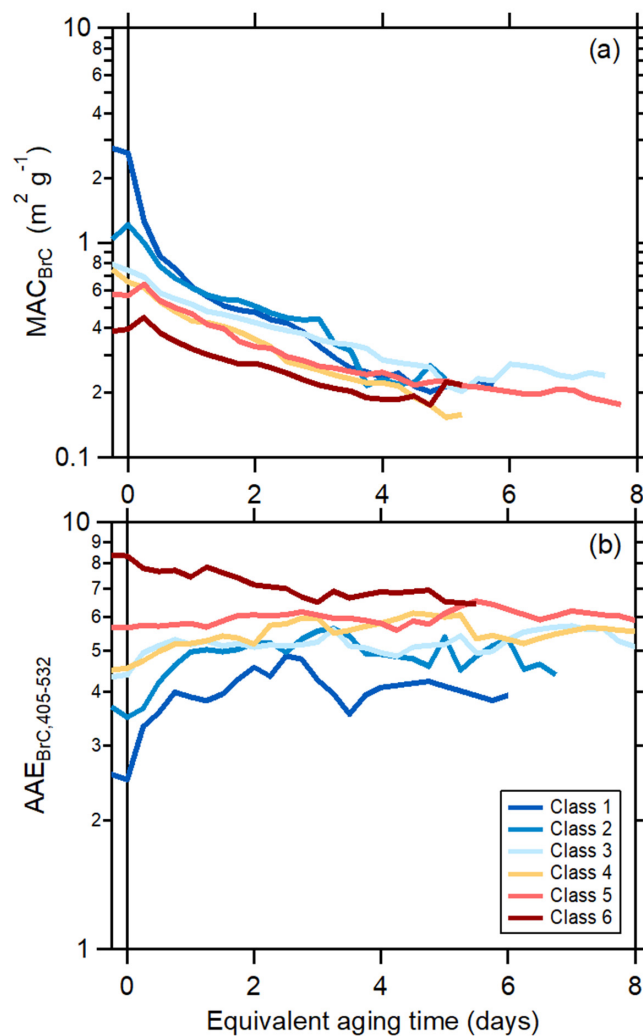 10
8
6
4
2
1
8
6
4
2
0.1
(a)
MAC_BrC (m² g⁻¹)
0 2 4 6 8
10
9
8
7
6
5
4
3
2
1
(b)
AAE_BrC,405-532
Class 1
Class 2
Class 3
Class 4
Class 5
Class 6
0 2 4 6 8
Equivalent aging time (days)